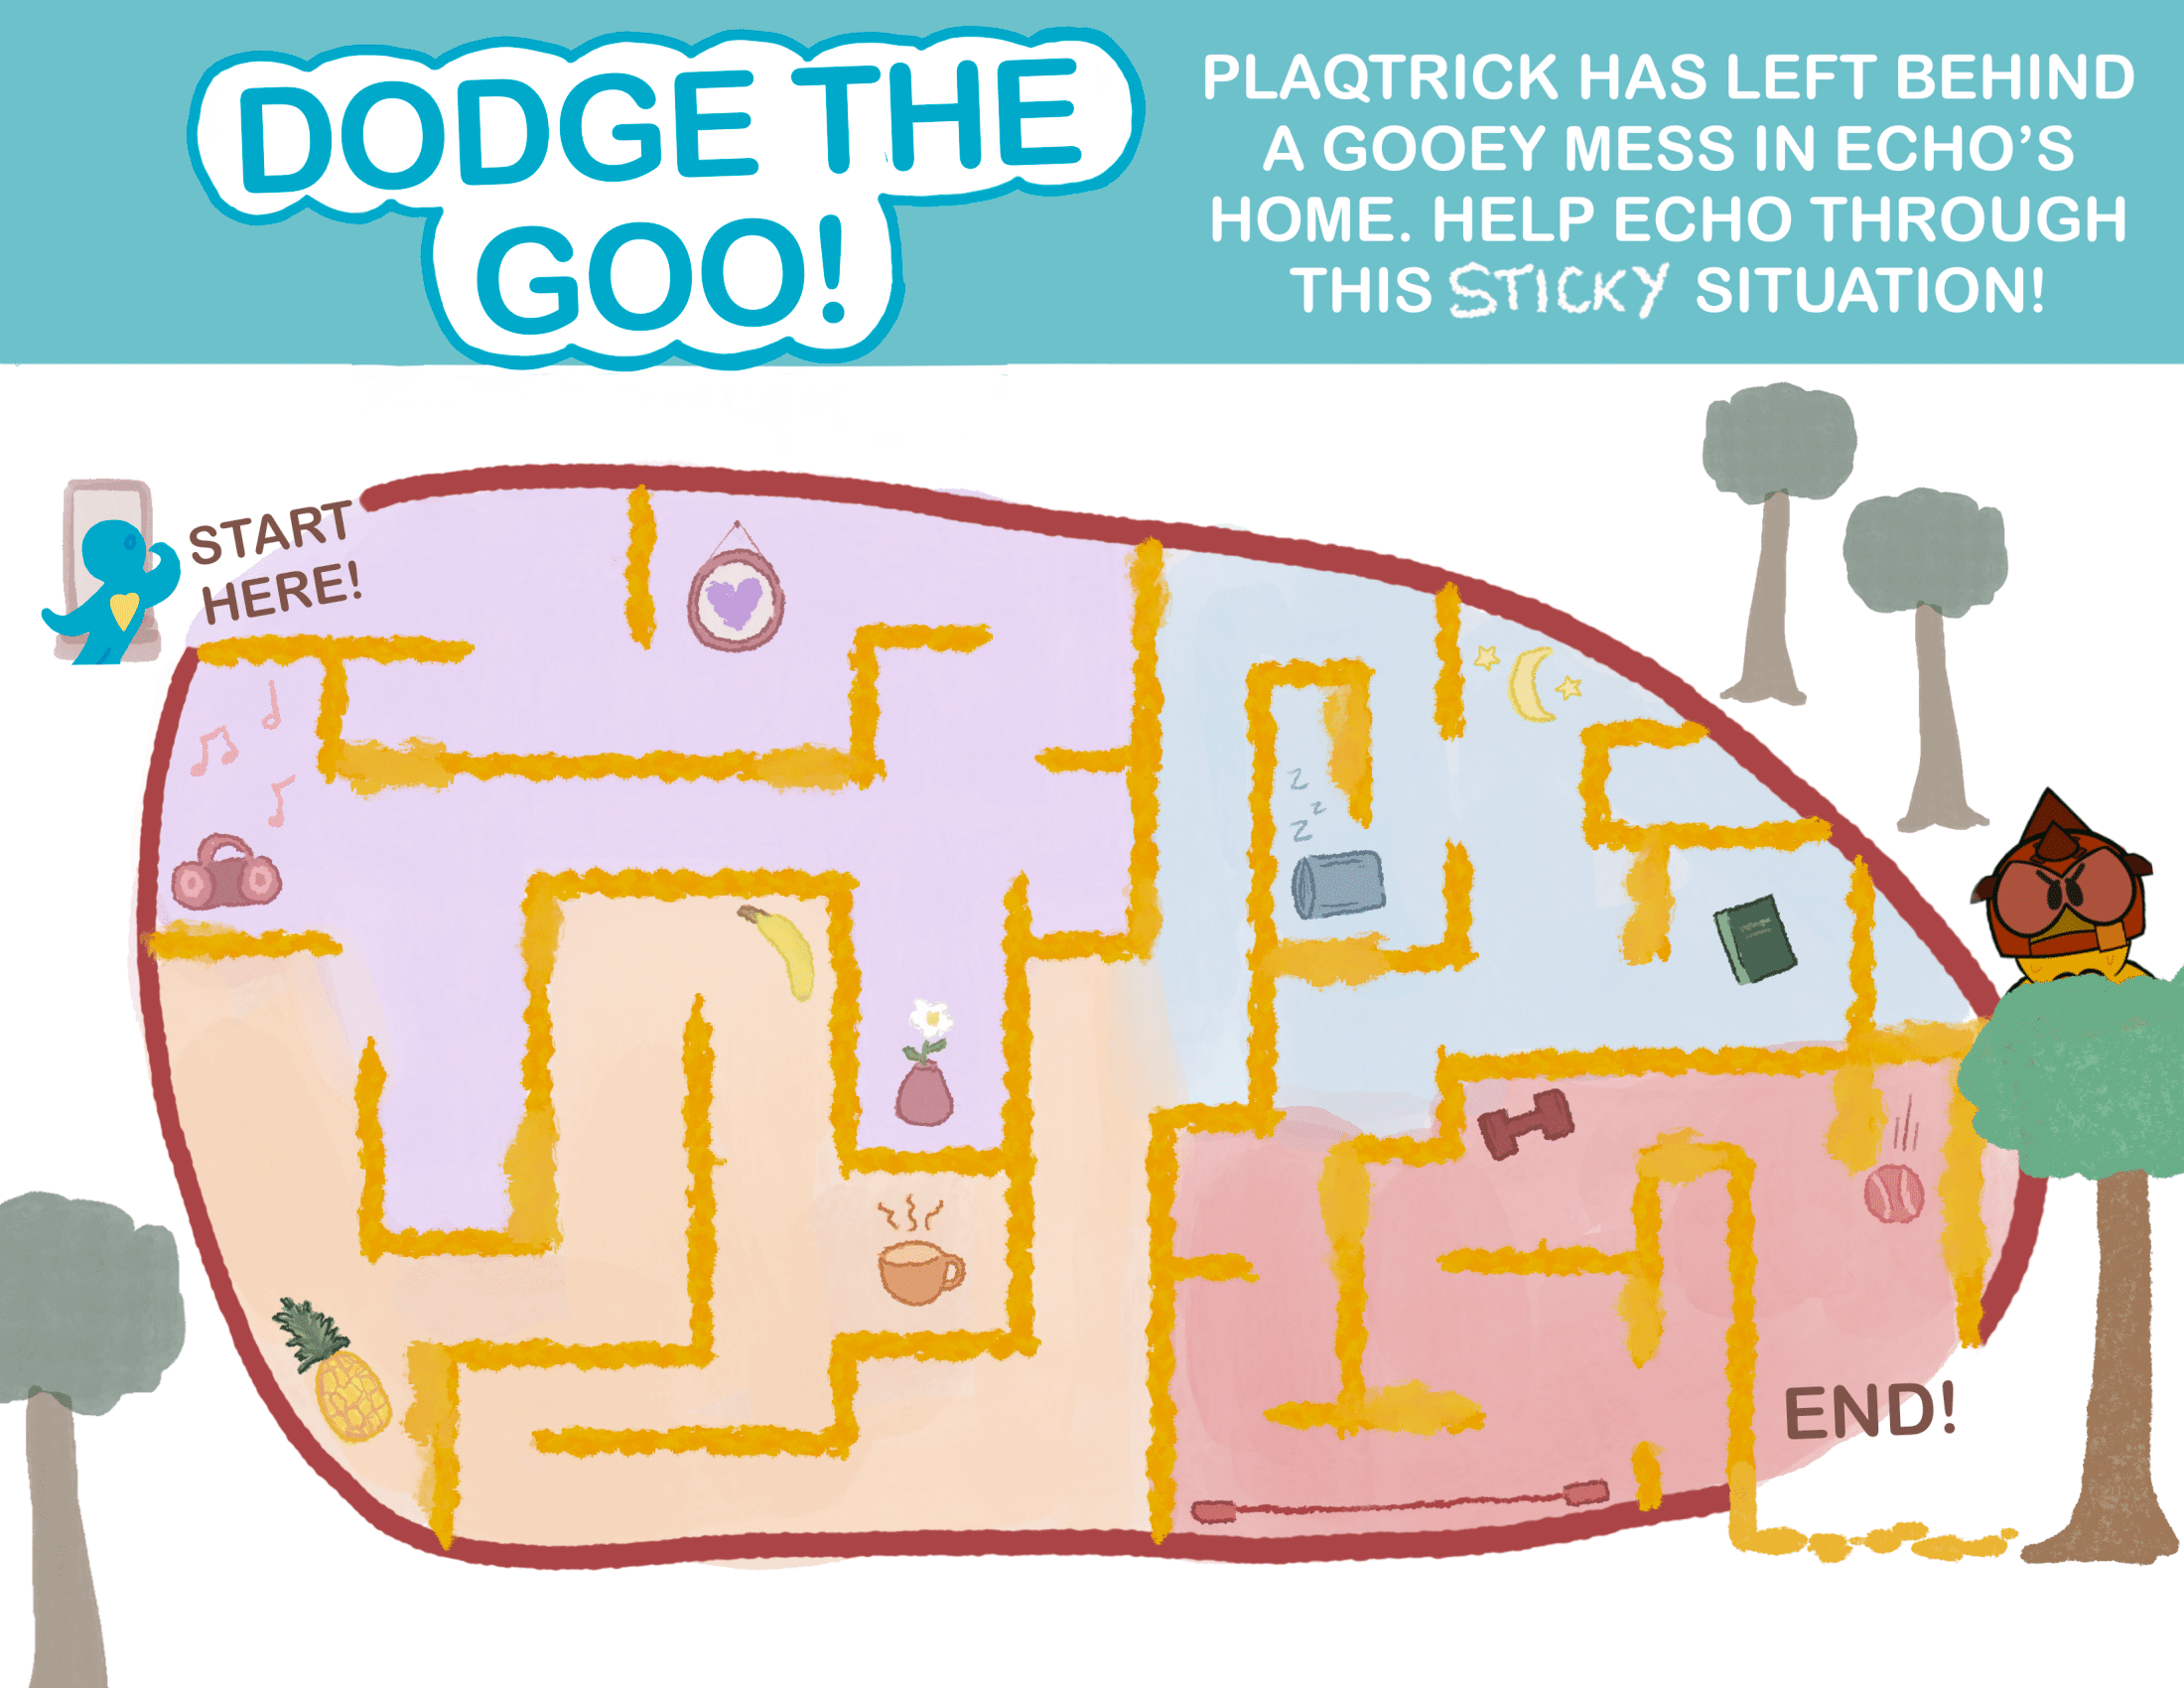 DODGE THE
GOO!
PLAQTRICK HAS LEFT BEHIND
A GOOEY MESS IN ECHO’S
HOME. HELP ECHO THROUGH
THIS STICKY SITUATION!
START
HERE!
Z
Z
Z
END!